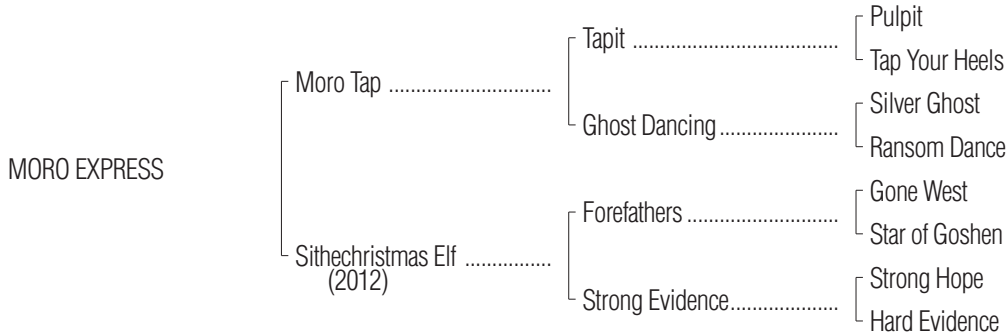 Pulpit
Tapit ......................................
Tap Your Heels
Moro Tap ..............................
Silver Ghost
Ghost Dancing......................
Ransom Dance
MORO EXPRESS
Gone West
Forefathers ............................
Star of Goshen
Sithechristmas Elf ................
(2012)
Strong Hope
Strong Evidence....................
Hard Evidence